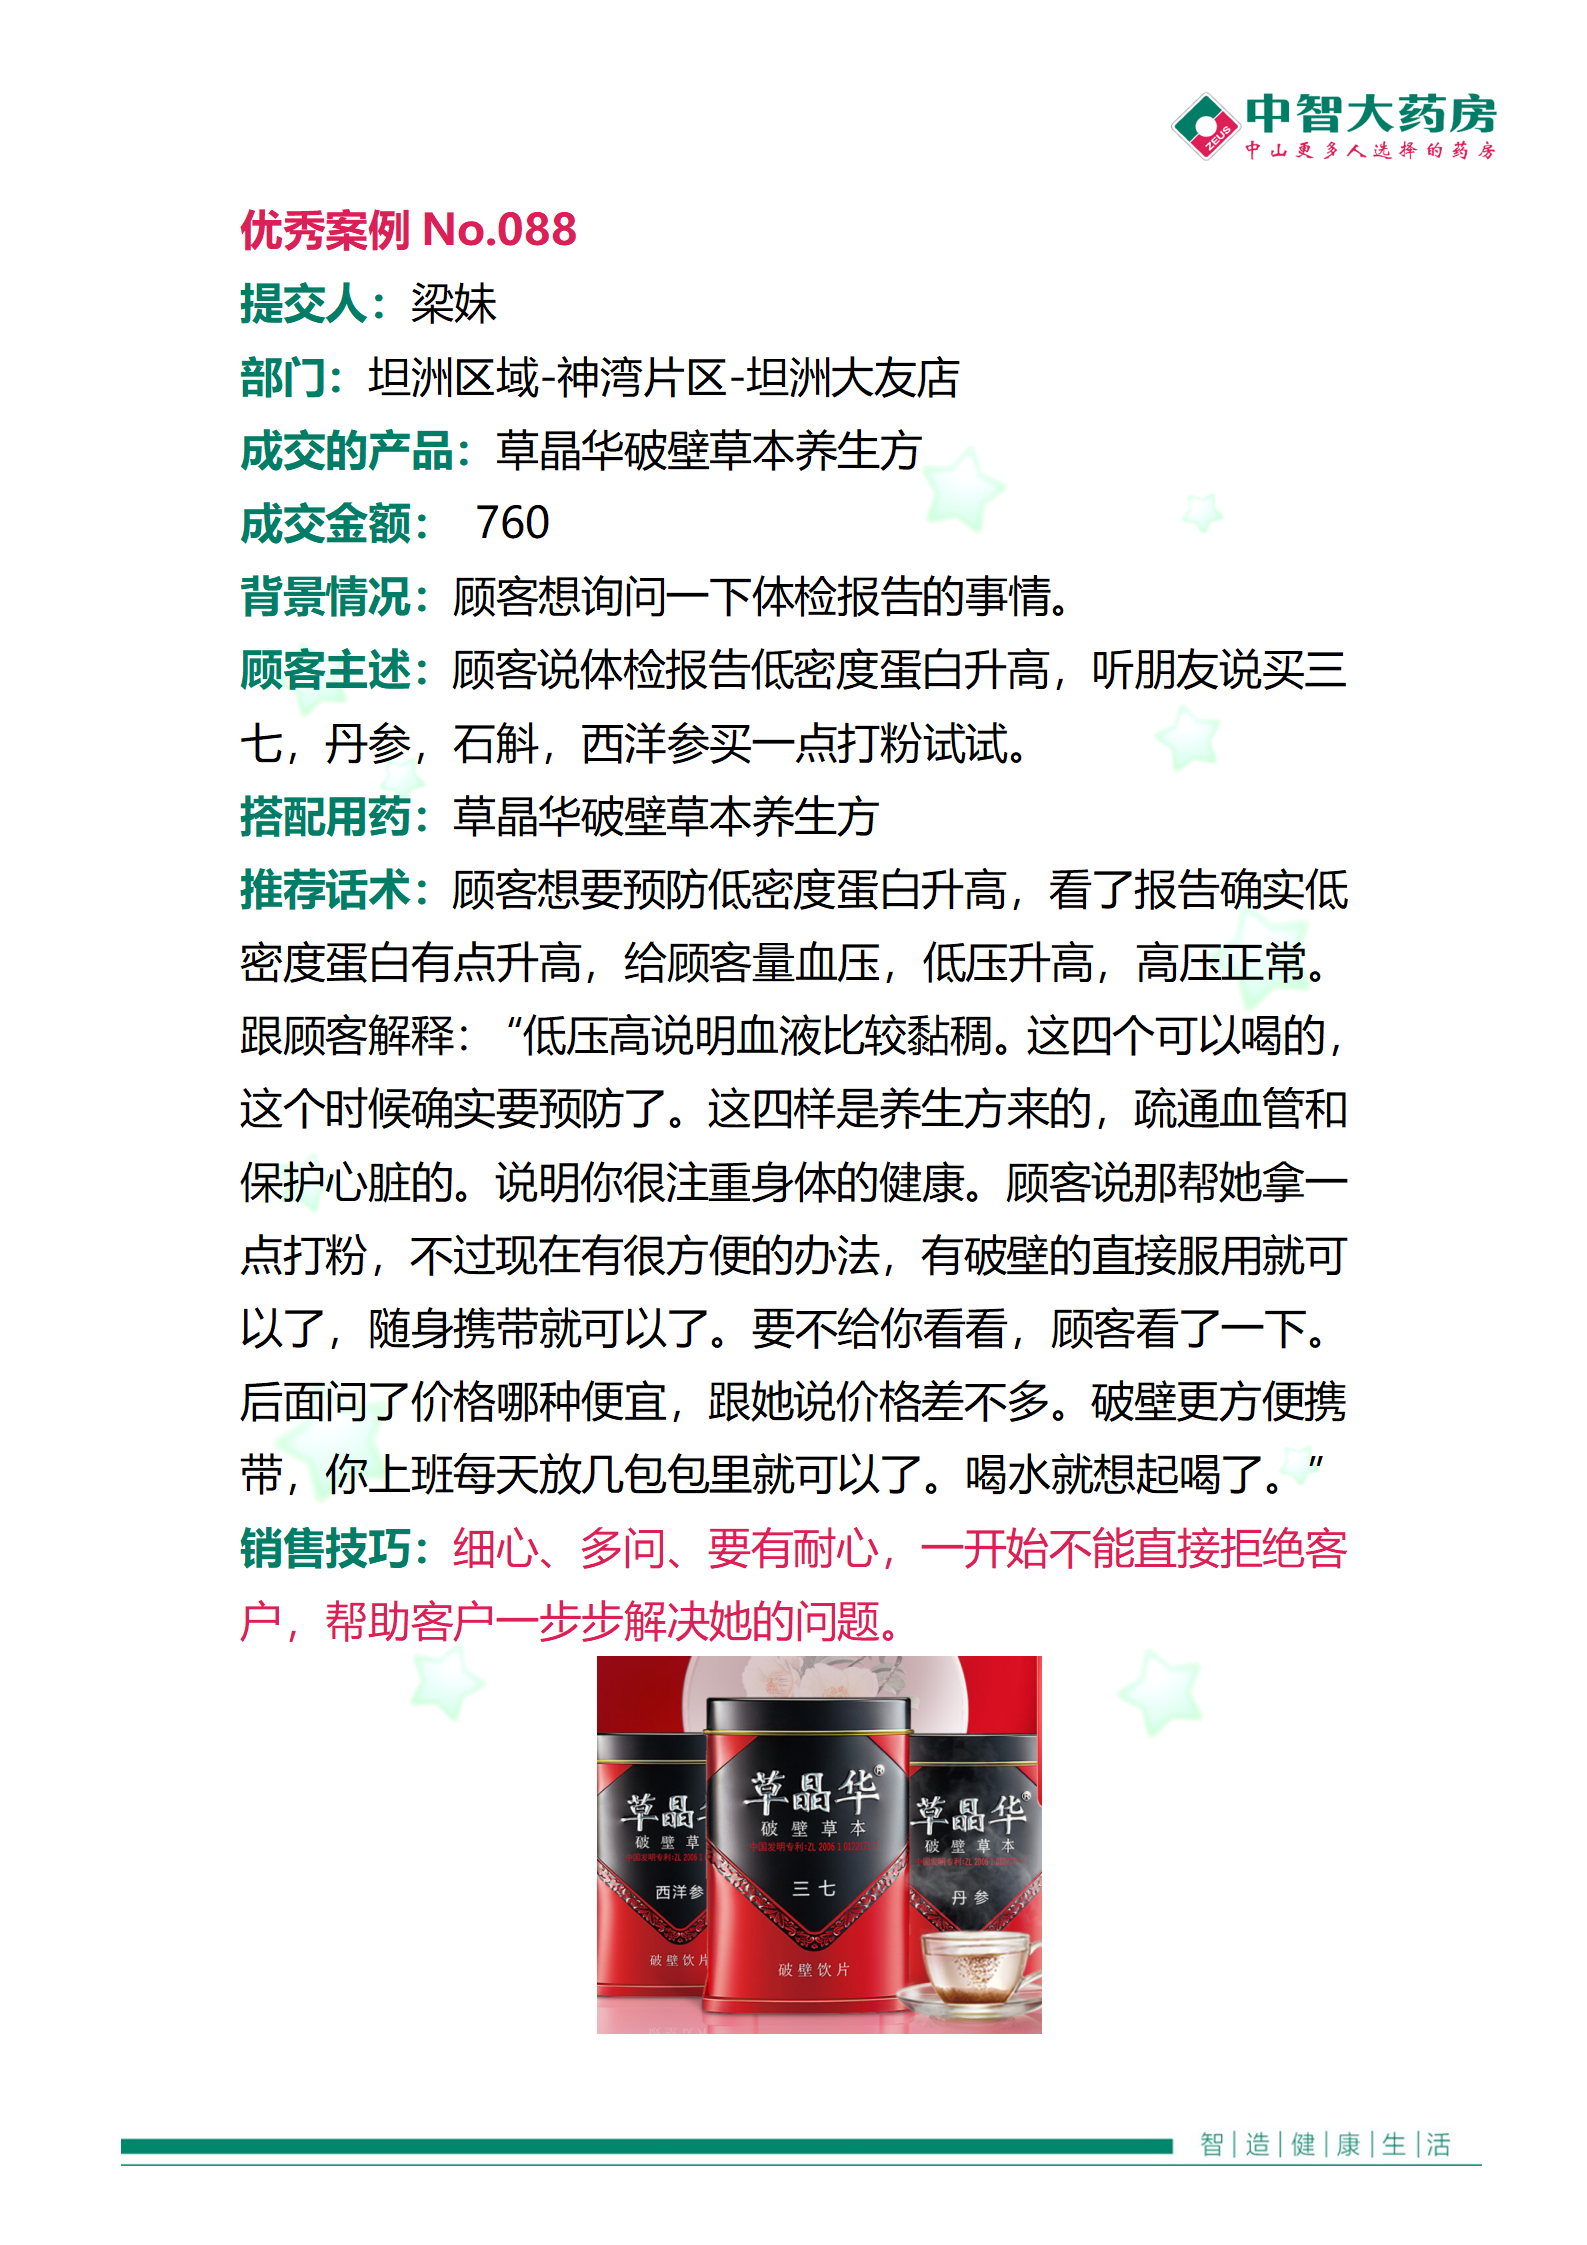 中智大药房
ZEUS
中山更多人选择的药房
优秀案例 No.088
提交人：梁妹
部门：坦洲区域-神湾片区-坦洲大友店
成交的产品：草晶华破壁草本养生方
成交金额： 760
背景情况：顾客想询问一下体检报告的事情。
顾客主述：顾客说体检报告低密度蛋白升高，听朋友说买三
七，丹参，石斛，西洋参买一点打粉试试。
搭配用药：草晶华破壁草本养生方
推荐话术：顾客想要预防低密度蛋白升高，看了报告确实低
密度蛋白有点升高，给顾客量血压，低压升高，高压正常。
跟顾客解释：“低压高说明血液比较黏稠。这四个可以喝的，
这个时候确实要预防了。这四样是养生方来的，疏通血管和
保护心脏的。说明你很注重身体的健康。顾客说那帮她拿一
点打粉，不过现在有很方便的办法，有破壁的直接服用就可
以了，随身携带就可以了。要不给你看看，顾客看了一下。
后面问了价格哪种便宜，跟她说价格差不多。破壁更方便携
带，你上班每天放几包包里就可以了。喝水就想起喝了。”
销售技巧：细心、多问、要有耐心，一开始不能直接拒绝客
户，帮助客户一步步解决她的问题。
草晶
破壁草
西洋参
破壁饮片
草晶华®
破壁草本
三七
破壁饮片
草晶华®
破壁草本
丹参
智|造|健|康|生|活